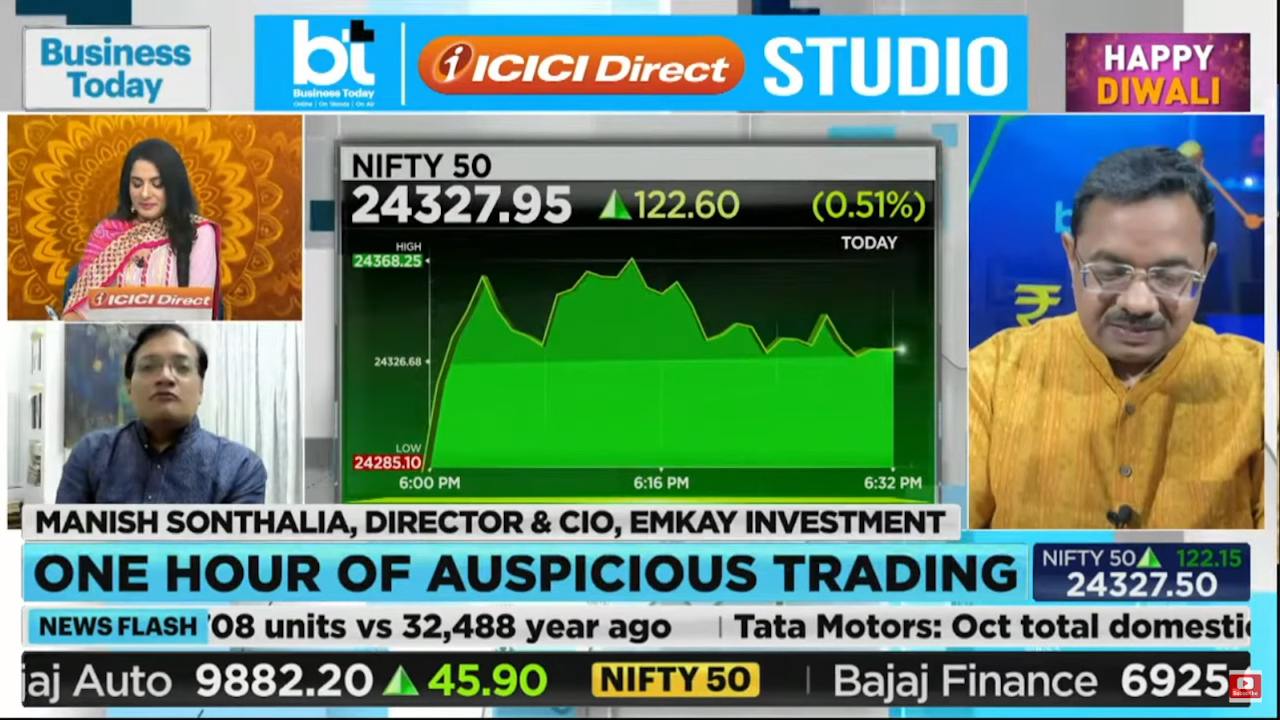 Business
Today
bt
Business Today
ICICI Direct
STUDIO
HAPPY
DIWALI
ICICI Direct
NIFTY 50
24327.95
122.60
(0.51%)
TODAY
HIGH
24368.25
24326.68
LOW
24285.10
6:00 PM
6:16 PM
6:32 PM
MANISH SONTHALIA, DIRECTOR & CIO, EMKAY INVESTMENT
ONE HOUR OF AUSPICIOUS TRADING
NIFTY 50 122.15
24327.50
NEWS FLASH '08 units vs 32,488 year ago | Tata Motors: Oct total domestic
jaj Auto 9882.20 45.90 NIFTY 50 | Bajaj Finance 6925
Subscribe